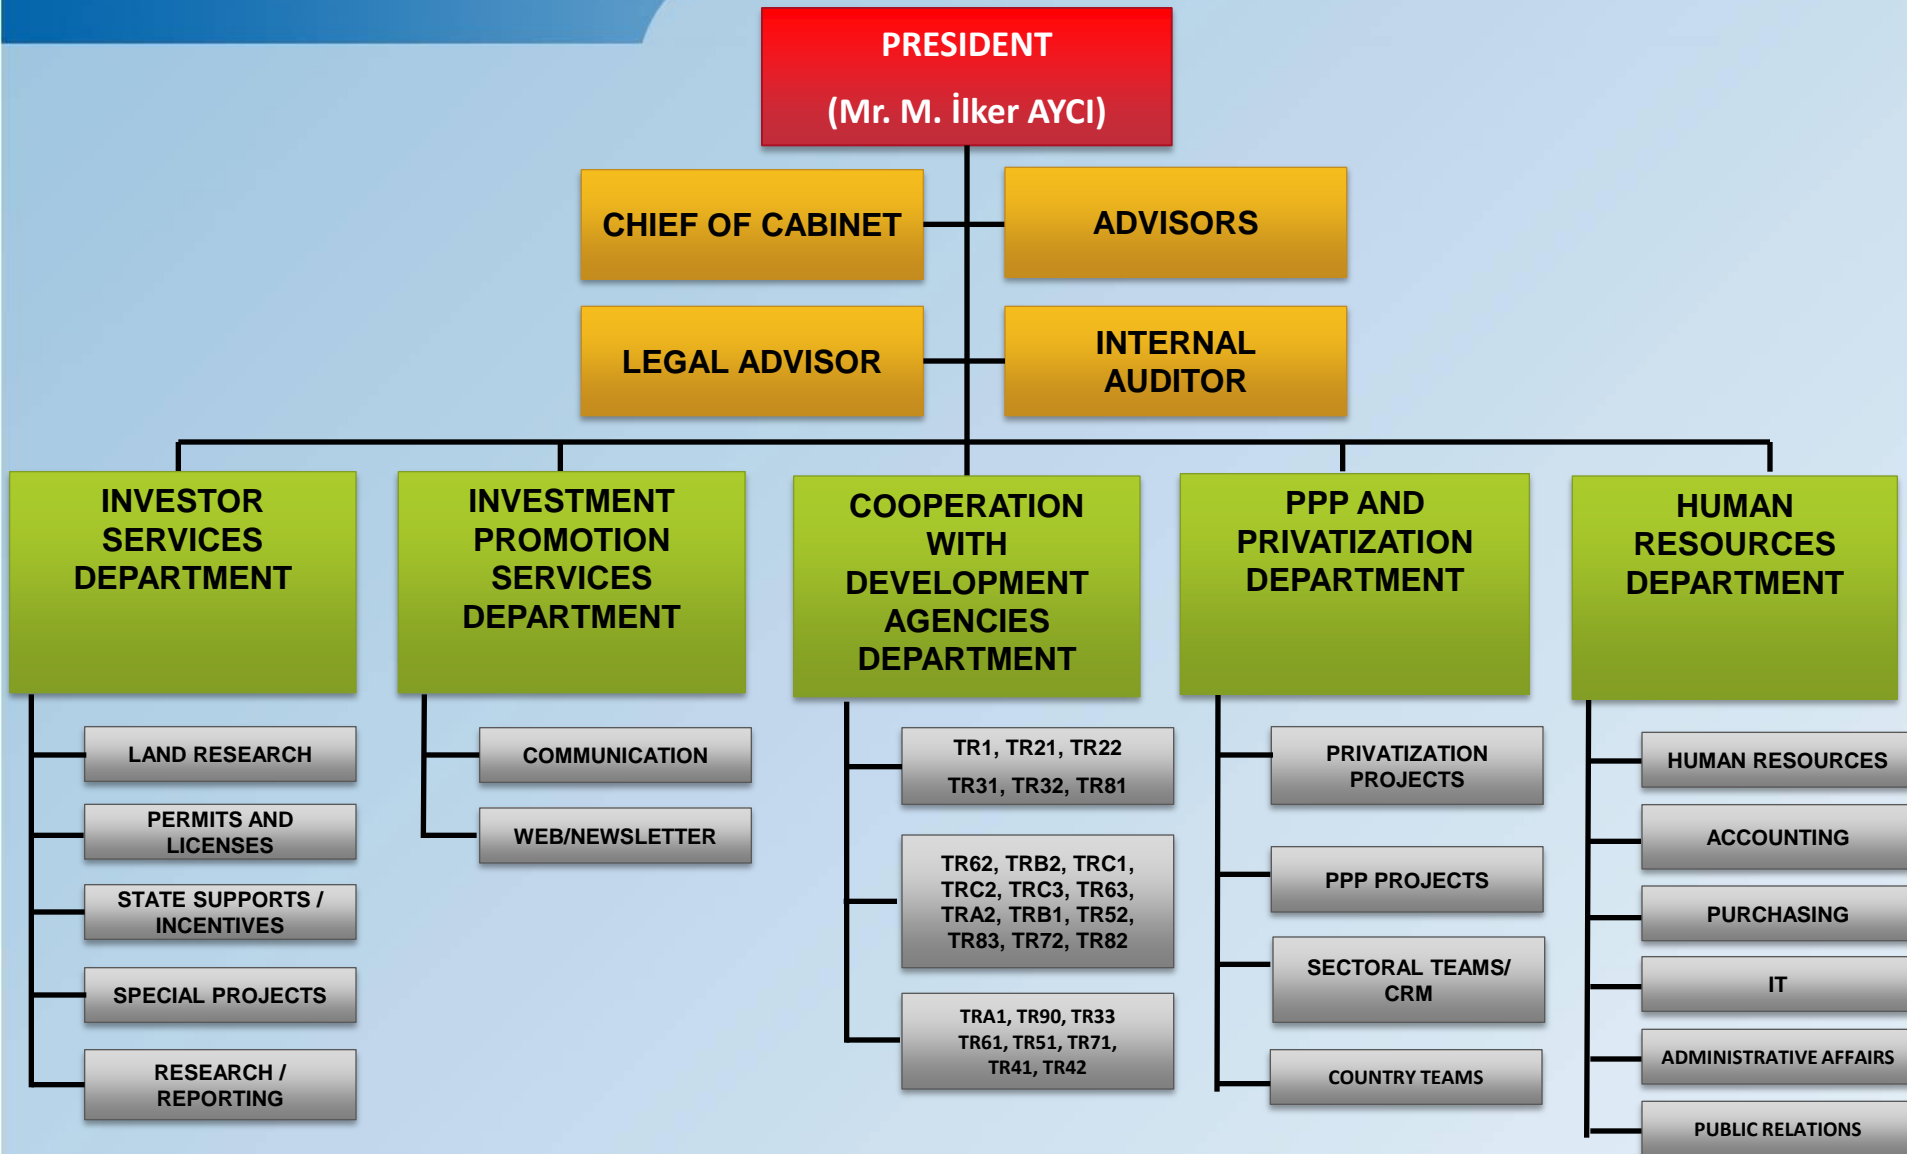 PRESIDENT
(Mr. M. İlker AYCI)
CHIEF OF CABINET
ADVISORS
LEGAL ADVISOR
INTERNAL
AUDITOR
INVESTOR
SERVICES
DEPARTMENT
INVESTMENT
PROMOTION
SERVICES
DEPARTMENT
COOPERATION
WITH
DEVELOPMENT
AGENCIES
DEPARTMENT
PPP AND
PRIVATIZATION
DEPARTMENT
HUMAN
RESOURCES
DEPARTMENT
LAND RESEARCH
PERMITS AND
LICENSES
STATE SUPPORTS /
INCENTIVES
SPECIAL PROJECTS
RESEARCH /
REPORTING
COMMUNICATION
WEB/NEWSLETTER
TR1, TR21, TR22
TR31, TR32, TR81
TR62, TRB2, TRC1,
TRC2, TRC3, TR63,
TRA2, TRB1, TR52,
TR83, TR72, TR82
TRA1, TR90, TR33
TR61, TR51, TR71,
TR41, TR42
PRIVATIZATION
PROJECTS
PPP PROJECTS
SECTORAL TEAMS/
CRM
COUNTRY TEAMS
HUMAN RESOURCES
ACCOUNTING
PURCHASING
IT
ADMINISTRATIVE AFFAIRS
PUBLIC RELATIONS